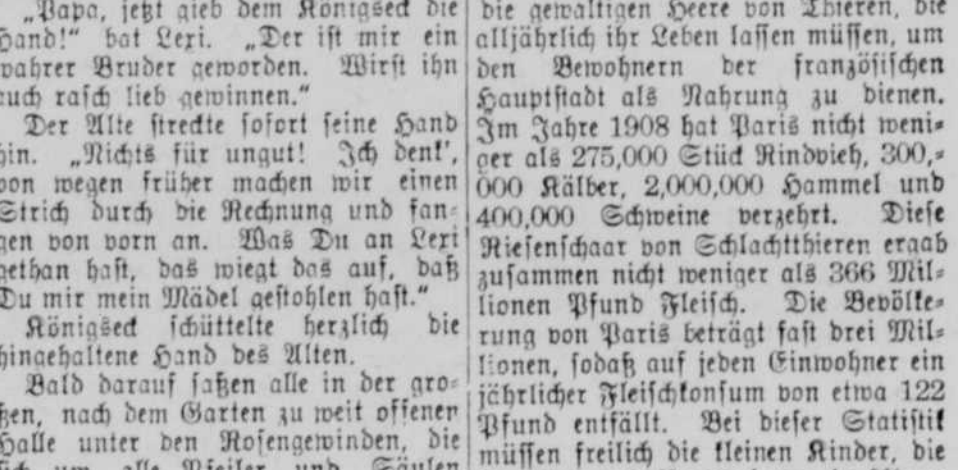 „Papa, jetzt gieb dem Königseck die
Hand!“ bat Lexi. „Der ist mir ein
wahrer Bruder geworden. Wirst ihn
auch rasch lieb gewinnen.“
Der Alte streckte sofort seine Hand
hin. „Nichts für ungut! Ich denk',
von wegen früher machen wir einen
Strich durch die Rechnung und fan-
gen von vorn an. Was Du an Lexi
gethan hast, das wiegt das auf, daß
Du mir mein Mädel gestohlen hast.“
Königseck schüttelte herzlich die
hingehaltene Hand des Alten.
Bald darauf saßen alle in der gro-
ßen, nach dem Garten zu weit offenen
Halle unter den Rosengewinden, die
sich um alle Pfeiler und Säulen
die gewaltigen Heere von Thieren, die
alljährlich ihr Leben lassen müssen, um
den Bewohnern der französischen
Hauptstadt als Nahrung zu dienen.
Im Jahre 1908 hat Paris nicht weni-
ger als 275,000 Stück Rindvieh, 300,-
000 Kälber, 2,000,000 Hammel und
400,000 Schweine verzehrt. Diese
Riesenschaar von Schlachtthieren ergab
zusammen nicht weniger als 366 Mil-
lionen Pfund Fleisch. Die Bevölke-
rung von Paris beträgt fast drei Mil-
lionen, sodaß auf jeden Einwohner ein
jährlicher Fleischkonsum von etwa 122
Pfund entfällt. Bei dieser Statistik
müssen freilich die kleinen Kinder, die